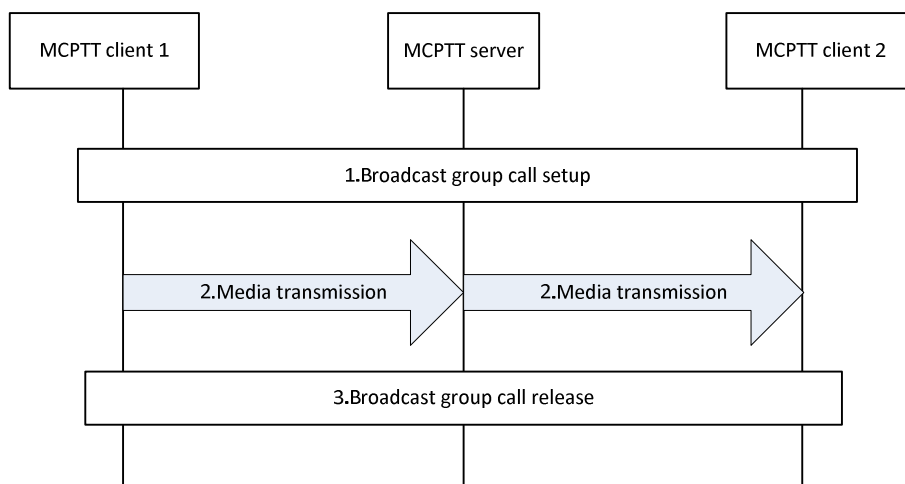 MCPTT client 1
MCPTT server
MCPTT client 2
1.Broadcast group call setup
2.Media transmission
2.Media transmission
3.Broadcast group call release